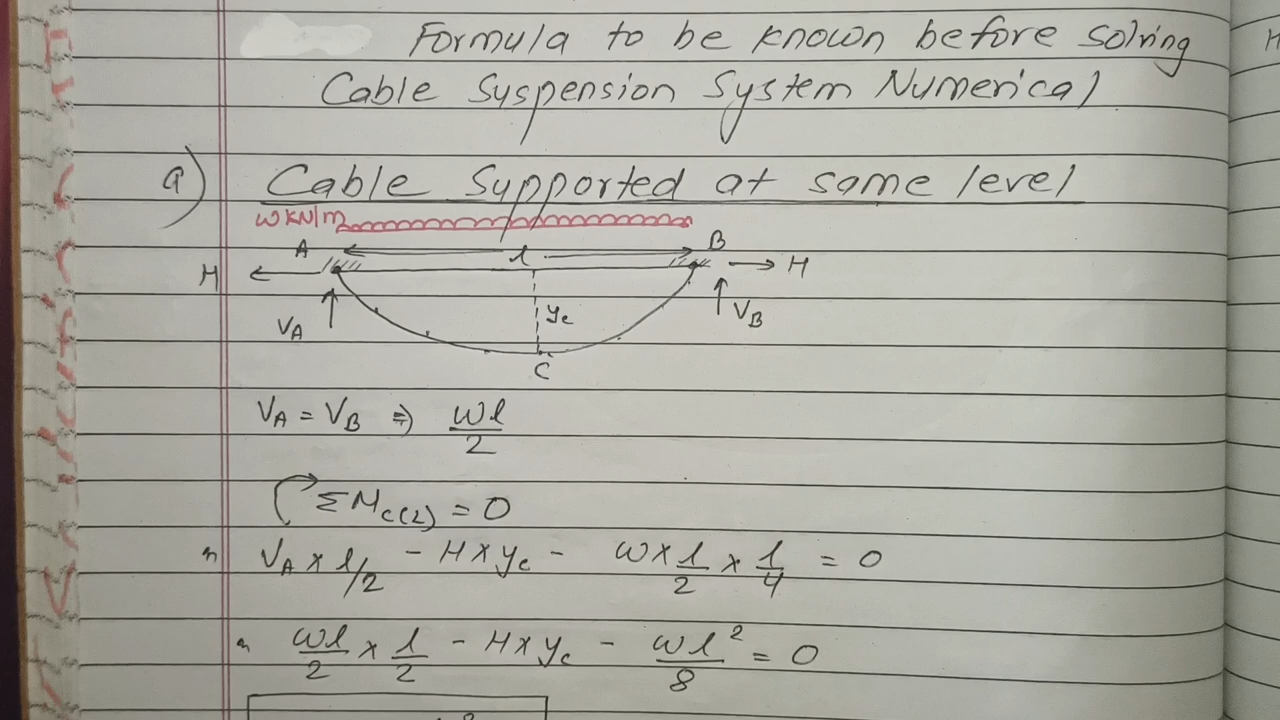 Formula to be known before solving
Cable Suspension System Numerical
a) Cable Supported at same level
w kN/m
A l B
H H
VA yc VB
C
VA = VB ⇒ wl/2
ΣMc(L) = 0
VA × l/2 - H × yc - w × l/2 × l/4 = 0
wl/2 × l/2 - H × yc - wl²/8 = 0
H